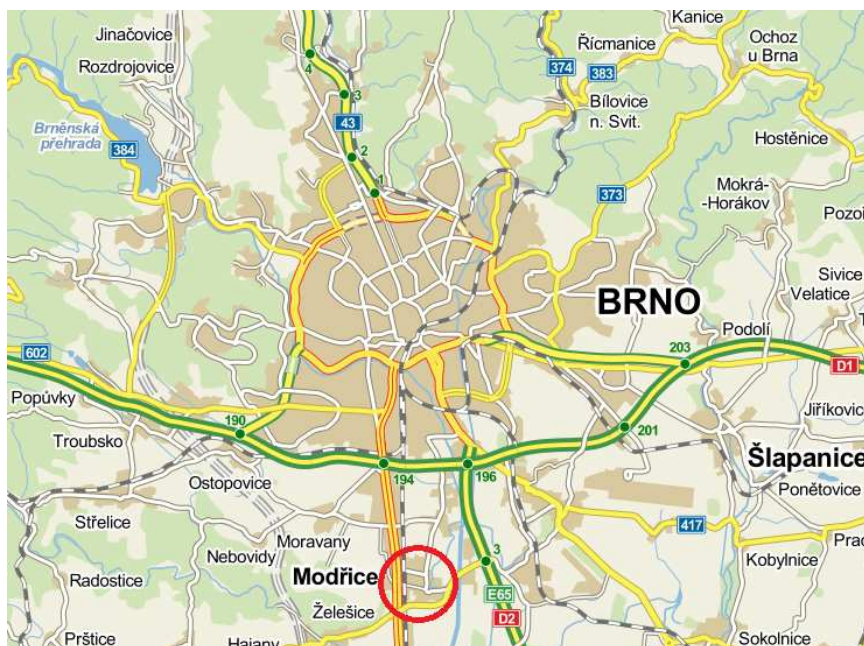 Kanice
Jinačovice
Řícmanice
Ochoz
u Brna
4
374
383
Rozdrojovice
3
Bílovice
n. Svit.
43
Brněnská
přehrada
384
2
Hostěnice
1
373
Mokrá-
-Horákov
Pozo
Sivice
BRNO
Velatice
602
203
Podolí
D1
Popůvky
190
Jiříkovic
Troubsko
201
Šlapanice
Ostopovice
194
196
Ponětovice
Střelice
417
Moravany
Prac
Nebovidy
3
Kobylnice
Modřice
Radostice
E65
Želešice
D2
Prštice
Hajany
Sokolnice